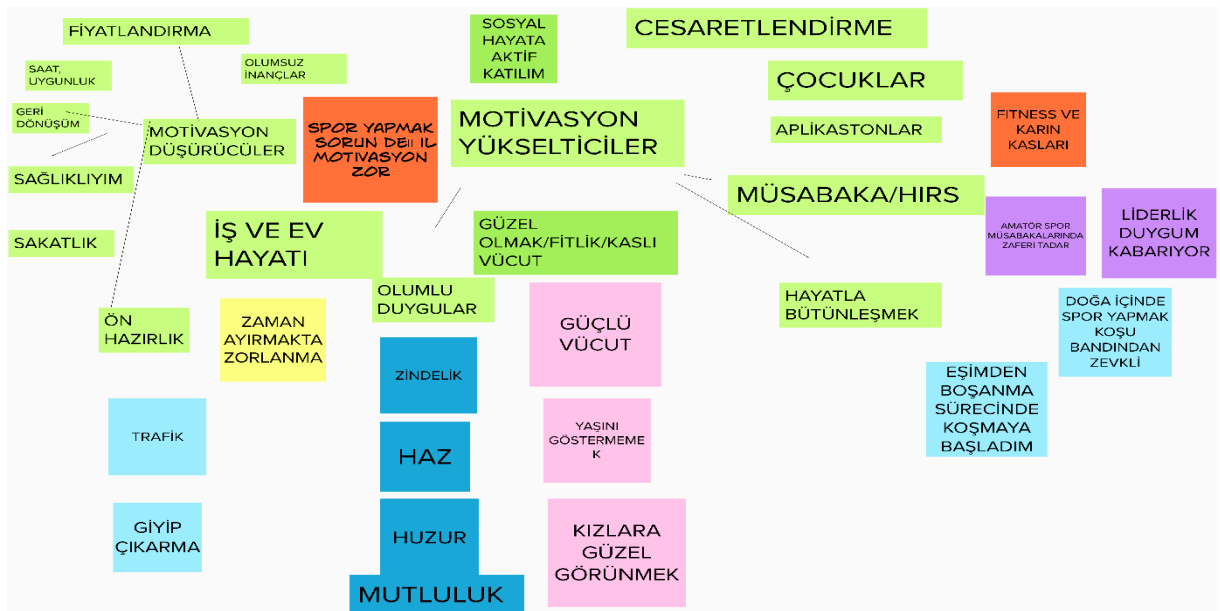 FİYATLANDIRMA
SAAT,
UYGUNLUK
OLUMSUZ
İNANÇLAR
GERİ
DÖNÜŞÜM
MOTİVASYON
DÜŞÜRÜCÜLER
SAĞLIKLIYIM
SAKATLIK
ÖN
HAZIRLIK
SPOR YAPMAK
SORUN DEĞİL
MOTİVASYON
ZOR
İŞ VE EV
HAYATI
ZAMAN
AYIRMAKTA
ZORLANMA
TRAFİK
GİYİP
ÇIKARMA
SOSYAL
HAYATA
AKTİF
KATILIM
CESARETLENDİRME
ÇOCUKLAR
MOTİVASYON
YÜKSELTİCİLER
APLİKASTONLAR
FITNESS VE
KARIN
KASLARI
MÜSABAKA/HIRS
GÜZEL
OLMAK/FİTLİK/KASLI
VÜCUT
OLUMLU
DUYGULAR
ZİNDELİK
HAZ
HUZUR
MUTLULUK
GÜÇLÜ
VÜCUT
YAŞINI
GÖSTERMEME
K
KIZLARA
GÜZEL
GÖRÜNMEK
HAYATLA
BÜTÜNLEŞMEK
AMATÖR SPOR
MÜSABAKALARINDA
ZAFERİ TADAR
LİDERLİK
DUYGUM
KABARIYOR
DOĞA İÇİNDE
SPOR YAPMAK
KOŞU
BANDINDAN
ZEVKLİ
EŞİMDEN
BOŞANMA
SÜRECİNDE
KOŞMAYA
BAŞLADIM